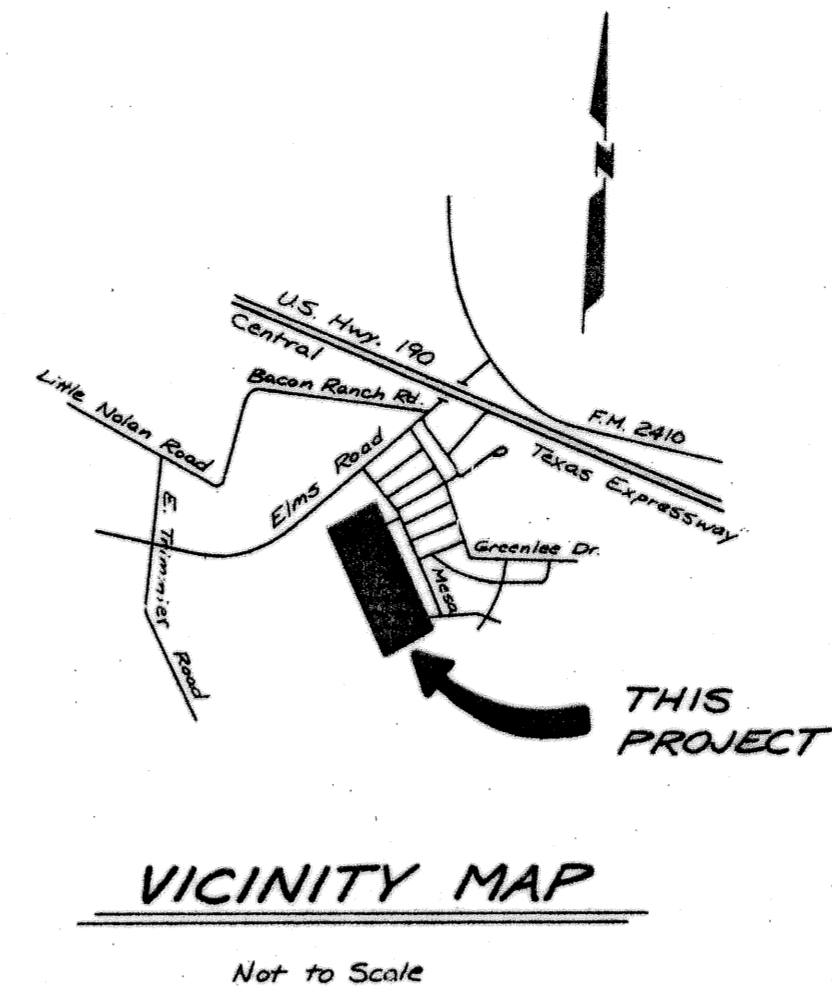 N
U.S. Hwy. 190
Central
Texas Expressway
Little Nolan Road
Bacon Ranch Rd.
F.M. 2410
Elms Road
E. Trimmier Road
Greenlee Dr.
Mesa
THIS
PROJECT
VICINITY MAP
Not to Scale